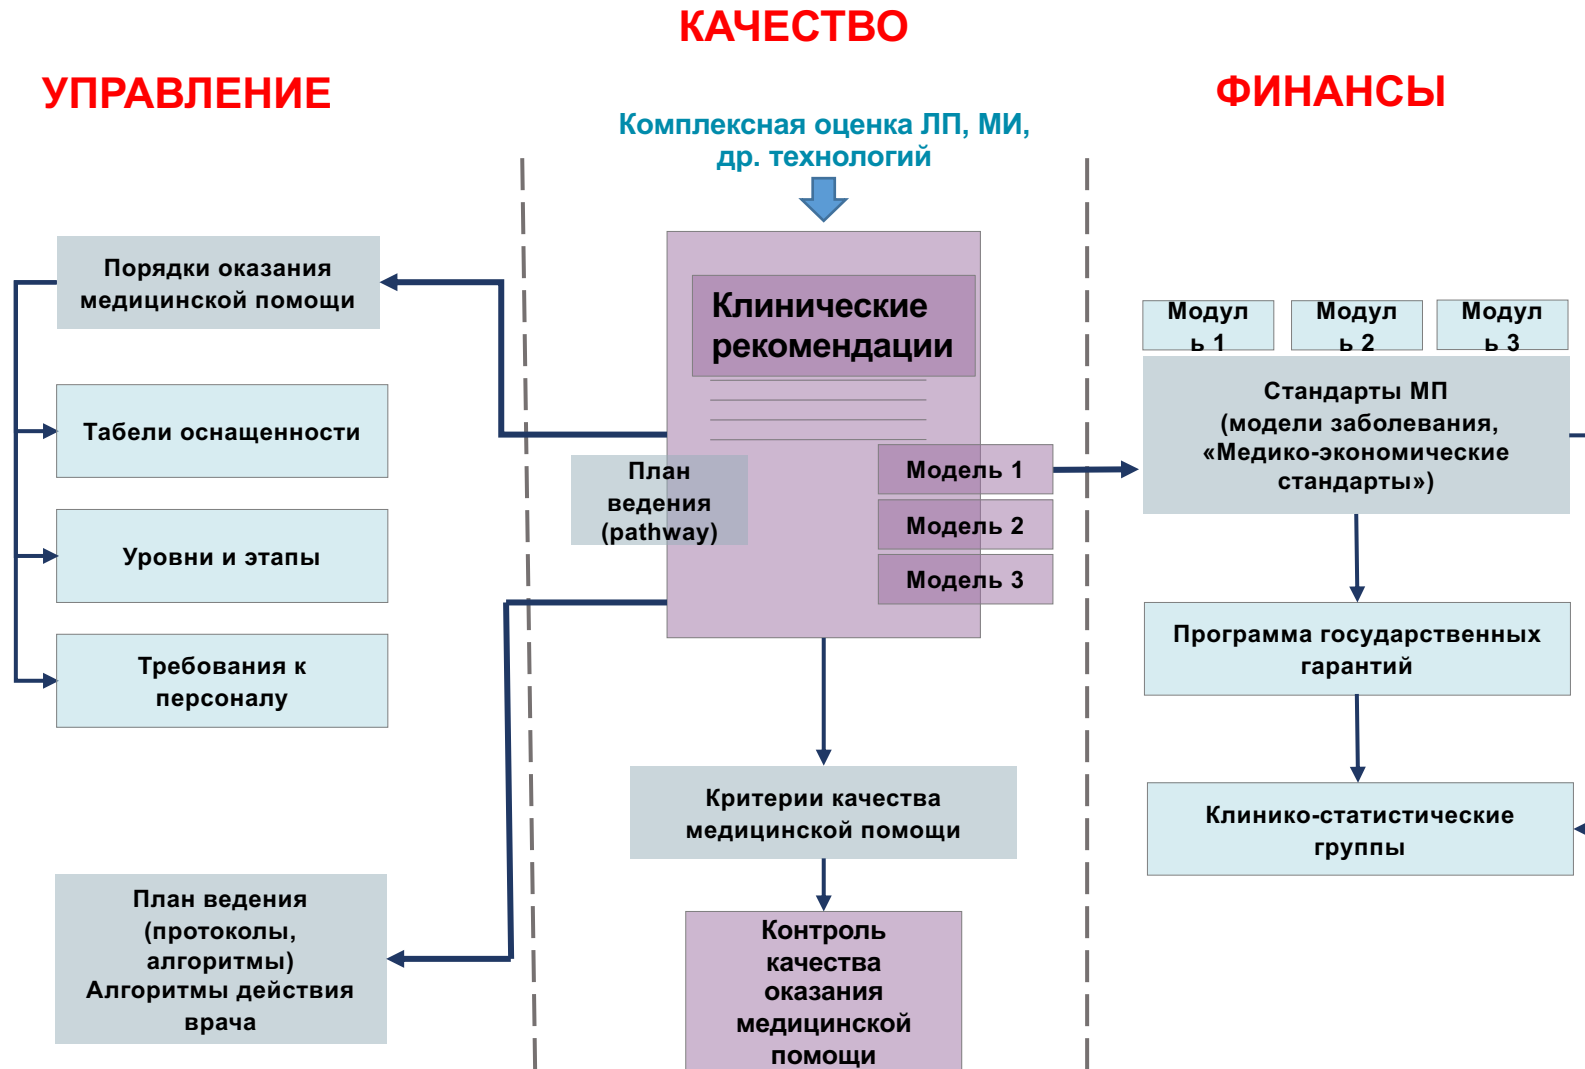 КАЧЕСТВО
УПРАВЛЕНИЕ
ФИНАНСЫ
Комплексная оценка ЛП, МИ,
др. технологий
Порядки оказания
медицинской помощи
Табели оснащенности
Уровни и этапы
Требования к
персоналу
План ведения
(протоколы,
алгоритмы)
Алгоритмы действия
врача
Клинические
рекомендации
План
ведения
(pathway)
Модель 1
Модель 2
Модель 3
Критерии качества
медицинской помощи
Контроль
качества
оказания
медицинской
помощи
Модул
ь 1
Модул
ь 2
Модул
ь 3
Стандарты МП
(модели заболевания,
«Медико-экономические
стандарты»)
Программа государственных
гарантий
Клинико-статистические
группы